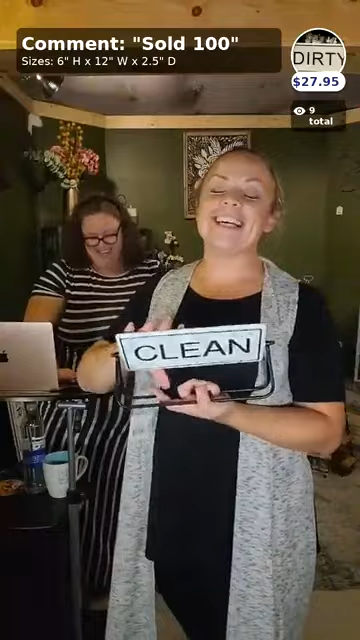 Comment: "Sold 100"
Sizes: 6" H x 12" W x 2.5" D
DIRTY
$27.95
9
total
CLEAN